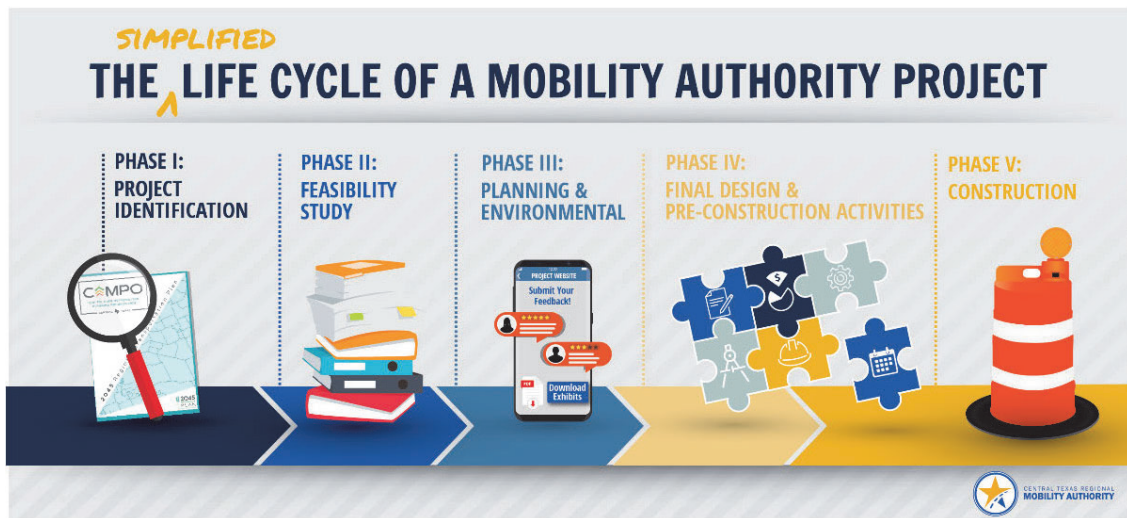 SIMPLIFIED
THE LIFE CYCLE OF A MOBILITY AUTHORITY PROJECT
PHASE I:
PROJECT
IDENTIFICATION
PHASE II:
FEASIBILITY
STUDY
PHASE III:
PLANNING &
ENVIRONMENTAL
PHASE IV:
FINAL DESIGN &
PRE-CONSTRUCTION ACTIVITIES
PHASE V:
CONSTRUCTION
CAMPO
2045
PLAN
PROJECT WEBSITE
Submit Your
Feedback!
PDF
Download
Exhibits
$
CENTRAL TEXAS REGIONAL
MOBILITY AUTHORITY